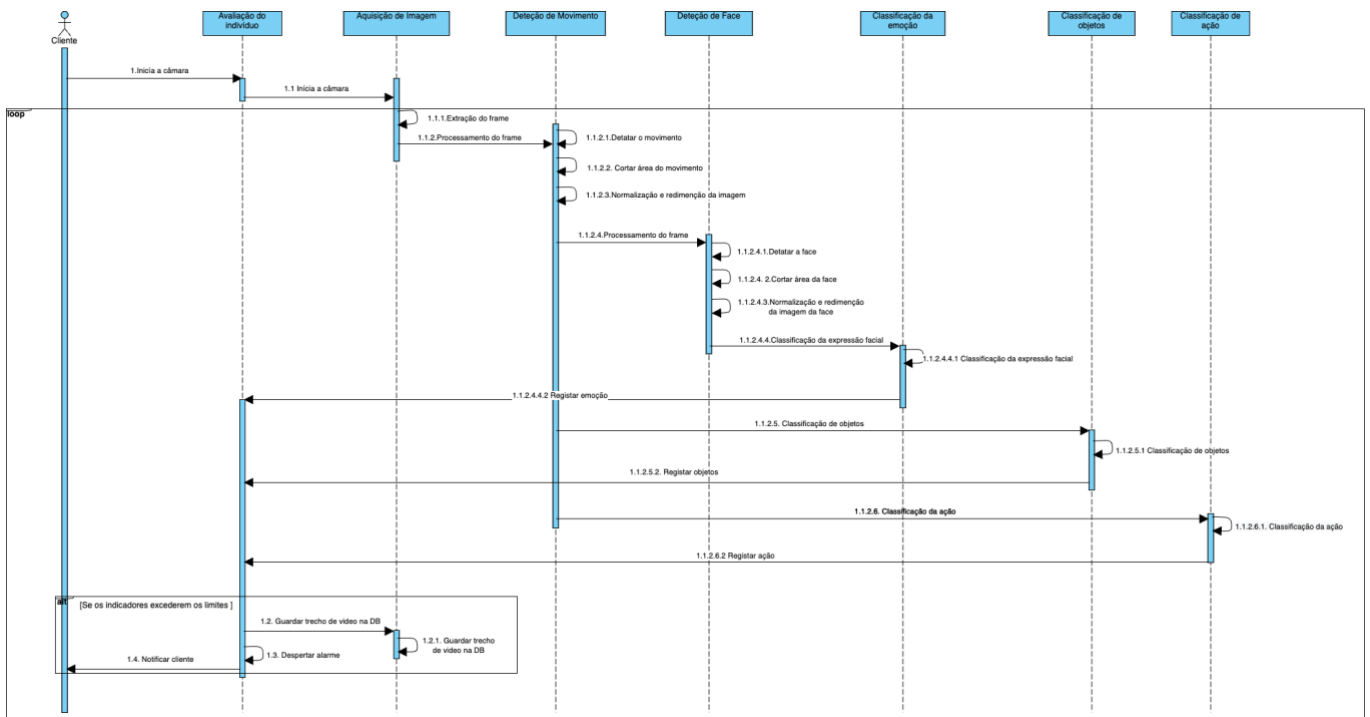 Cliente
Avaliação do
indivíduo
Aquisição de Imagem
Deteção de Movimento
Deteção de Face
Classificação da
emoção
Classificação de
objetos
Classificação de
ação
1.Inicía a câmara
1.1 Inícia a câmara
loop
1.1.1.Extração do frame
1.1.2.Processamento do frame
1.1.2.1.Detatar o movimento
1.1.2.2. Cortar área do movimento
1.1.2.3.Normalização e redimenção da imagem
1.1.2.4.Processamento do frame
1.1.2.4.1.Detatar a face
1.1.2.4. 2.Cortar área da face
1.1.2.4.3.Normalização e redimenção
da imagem da face
1.1.2.4.4.Classificação da expressão facial
1.1.2.4.4.1 Classificação da expressão facial
1.1.2.4.4.2 Registar emoção
1.1.2.5. Classificação de objetos
1.1.2.5.1 Classificação de objetos
1.1.2.5.2. Registar objetos
1.1.2.6. Classificação da ação
1.1.2.6.1. Classificação da ação
1.1.2.6.2 Registar ação
alt
[Se os indicadores excederem os limites ]
1.2. Guardar trecho de video na DB
1.2.1. Guardar trecho
de video na DB
1.3. Despertar alarme
1.4. Notificar cliente